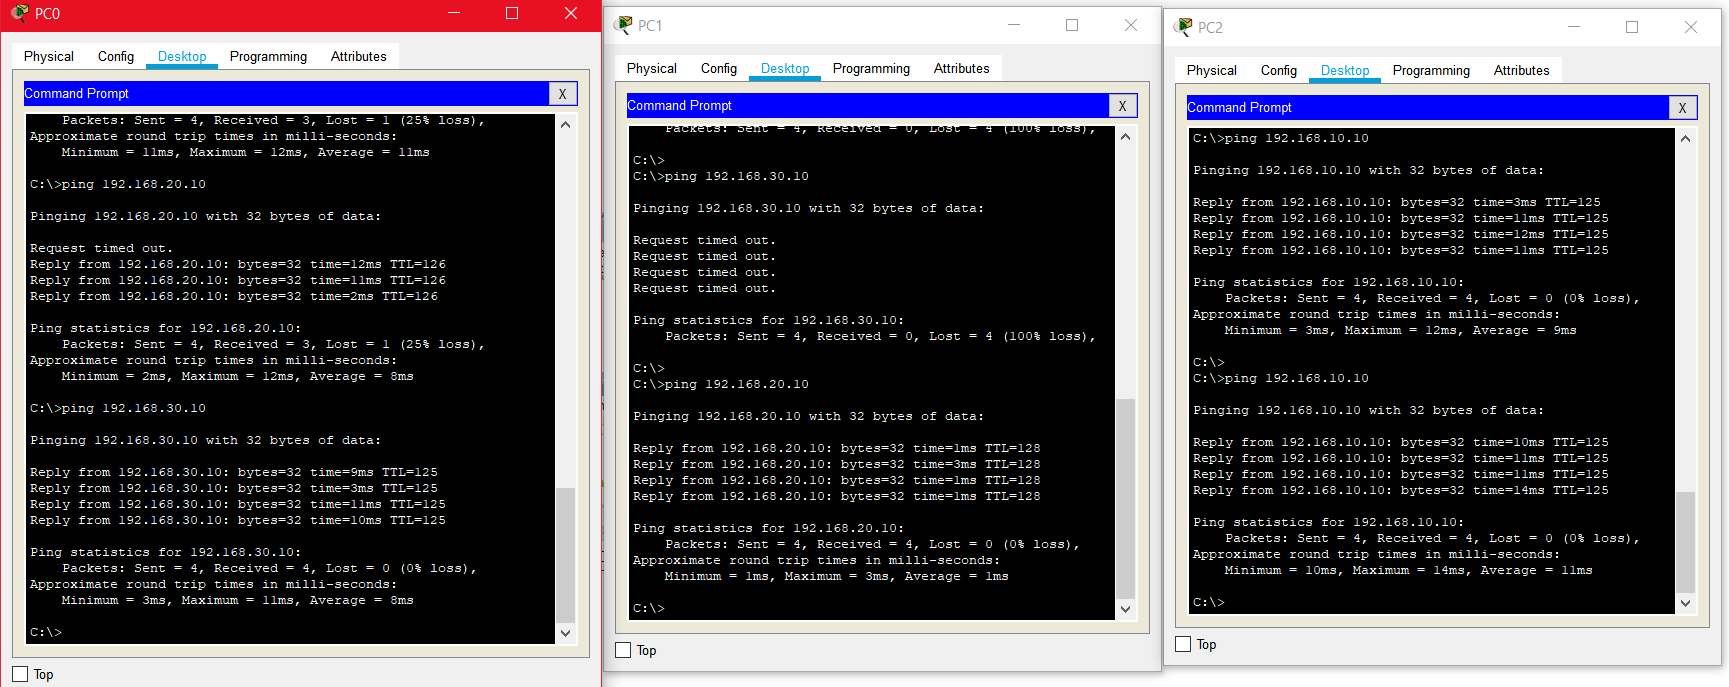 PC0
Physical Config Desktop Programming Attributes
Command Prompt X
Packets: Sent = 4, Received = 3, Lost = 1 (25% loss),
Approximate round trip times in milli-seconds:
Minimum = 11ms, Maximum = 12ms, Average = 11ms
C:\>ping 192.168.20.10
Pinging 192.168.20.10 with 32 bytes of data:
Request timed out.
Reply from 192.168.20.10: bytes=32 time=12ms TTL=126
Reply from 192.168.20.10: bytes=32 time=11ms TTL=126
Reply from 192.168.20.10: bytes=32 time=2ms TTL=126
Ping statistics for 192.168.20.10:
Packets: Sent = 4, Received = 3, Lost = 1 (25% loss),
Approximate round trip times in milli-seconds:
Minimum = 2ms, Maximum = 12ms, Average = 8ms
C:\>ping 192.168.30.10
Pinging 192.168.30.10 with 32 bytes of data:
Reply from 192.168.30.10: bytes=32 time=9ms TTL=125
Reply from 192.168.30.10: bytes=32 time=3ms TTL=125
Reply from 192.168.30.10: bytes=32 time=11ms TTL=125
Reply from 192.168.30.10: bytes=32 time=10ms TTL=125
Ping statistics for 192.168.30.10:
Packets: Sent = 4, Received = 4, Lost = 0 (0% loss),
Approximate round trip times in milli-seconds:
Minimum = 3ms, Maximum = 11ms, Average = 8ms
C:\>
Top
PC1
Physical Config Desktop Programming Attributes
Command Prompt X
Packets: Sent = 4, Received = 0, Lost = 4 (100% loss),
C:\>
C:\>ping 192.168.30.10
Pinging 192.168.30.10 with 32 bytes of data:
Request timed out.
Request timed out.
Request timed out.
Request timed out.
Ping statistics for 192.168.30.10:
Packets: Sent = 4, Received = 0, Lost = 4 (100% loss),
C:\>
C:\>ping 192.168.20.10
Pinging 192.168.20.10 with 32 bytes of data:
Reply from 192.168.20.10: bytes=32 time=1ms TTL=128
Reply from 192.168.20.10: bytes=32 time=3ms TTL=128
Reply from 192.168.20.10: bytes=32 time=1ms TTL=128
Reply from 192.168.20.10: bytes=32 time=1ms TTL=128
Ping statistics for 192.168.20.10:
Packets: Sent = 4, Received = 4, Lost = 0 (0% loss),
Approximate round trip times in milli-seconds:
Minimum = 1ms, Maximum = 3ms, Average = 1ms
C:\>
Top
PC2
Physical Config Desktop Programming Attributes
Command Prompt X
C:\>ping 192.168.10.10
Pinging 192.168.10.10 with 32 bytes of data:
Reply from 192.168.10.10: bytes=32 time=3ms TTL=125
Reply from 192.168.10.10: bytes=32 time=11ms TTL=125
Reply from 192.168.10.10: bytes=32 time=12ms TTL=125
Reply from 192.168.10.10: bytes=32 time=11ms TTL=125
Ping statistics for 192.168.10.10:
Packets: Sent = 4, Received = 4, Lost = 0 (0% loss),
Approximate round trip times in milli-seconds:
Minimum = 3ms, Maximum = 12ms, Average = 9ms
C:\>
C:\>ping 192.168.10.10
Pinging 192.168.10.10 with 32 bytes of data:
Reply from 192.168.10.10: bytes=32 time=10ms TTL=125
Reply from 192.168.10.10: bytes=32 time=11ms TTL=125
Reply from 192.168.10.10: bytes=32 time=11ms TTL=125
Reply from 192.168.10.10: bytes=32 time=14ms TTL=125
Ping statistics for 192.168.10.10:
Packets: Sent = 4, Received = 4, Lost = 0 (0% loss),
Approximate round trip times in milli-seconds:
Minimum = 10ms, Maximum = 14ms, Average = 11ms
C:\>
Top